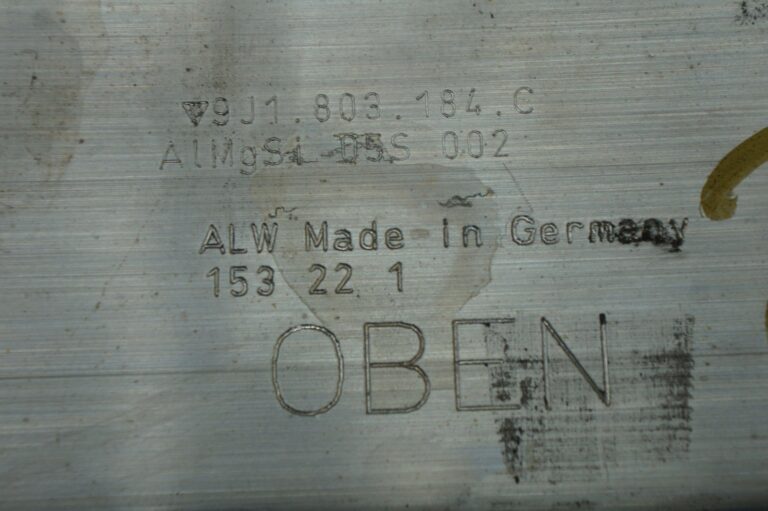 9J1.803.184.C
AlMgSi D5S 002
ALW Made in Germany
153 22 1
OBEN